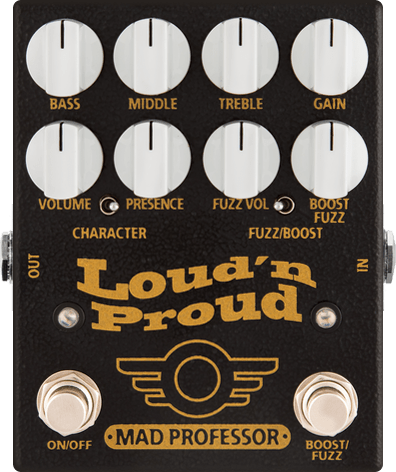 BASS MIDDLE TREBLE GAIN
VOLUME PRESENCE FUZZ VOL BOOST
FUZZ
CHARACTER FUZZ/BOOST
OUT
IN
Loud'n
Proud
ON/OFF
· MAD PROFESSOR ·
BOOST/
FUZZ